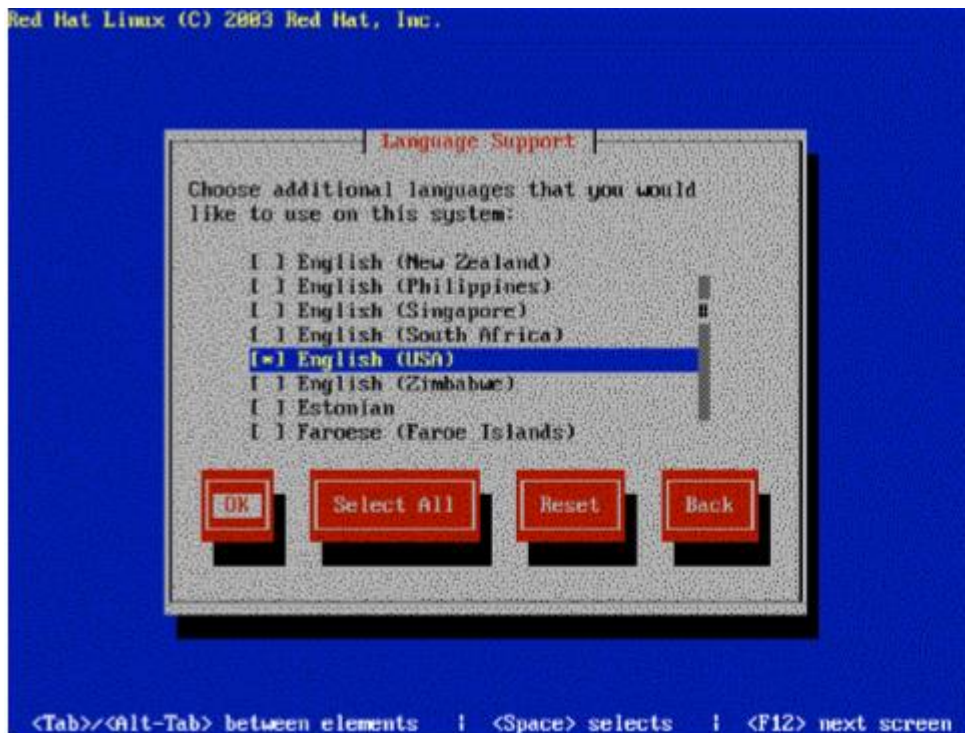 Red Hat Linux (C) 2003 Red Hat, Inc.
Language Support
Choose additional languages that you would
like to use on this system:
[ ] English (New Zealand)
[ ] English (Philippines)
[ ] English (Singapore)
[ ] English (South Africa)
[*] English (USA)
[ ] English (Zimbabwe)
[ ] Estonian
[ ] Faroese (Faroe Islands)
OK Select All Reset Back
<Tab>/<Alt-Tab> between elements | <Space> selects | <F12> next screen